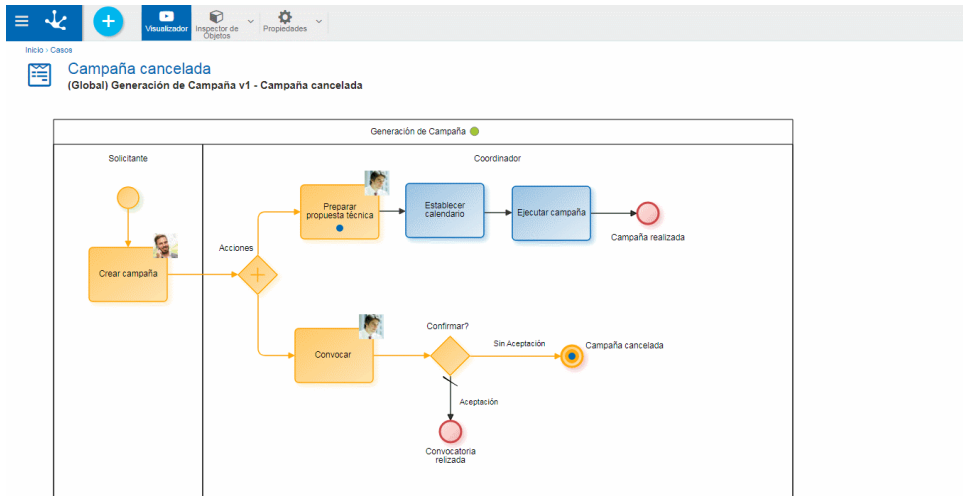 Visualizador
Inspector de
Objetos
Propiedades
Inicio › Casos
Campaña cancelada
(Global) Generación de Campaña v1 - Campaña cancelada
Generación de Campaña
Solicitante
Coordinador
Preparar
propuesta técnica
Establecer
calendario
Ejecutar campaña
Campaña realizada
Acciones
Crear campaña
Confirmar?
Convocar
Sin Aceptación
Campaña cancelada
Aceptación
Convocatoria
relizada